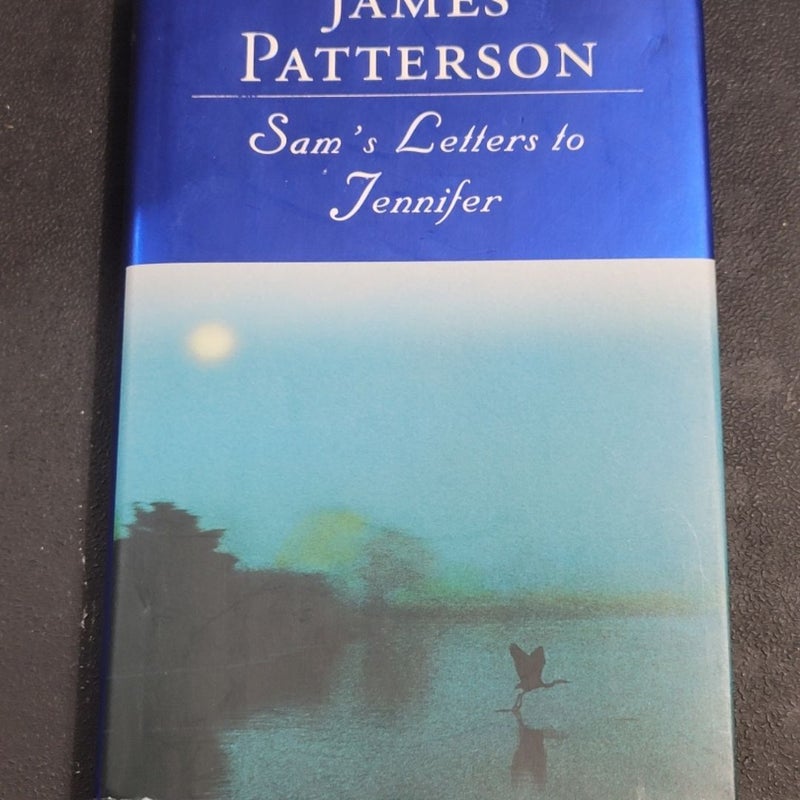 JAMES
PATTERSON
Sam's Letters to
Jennifer